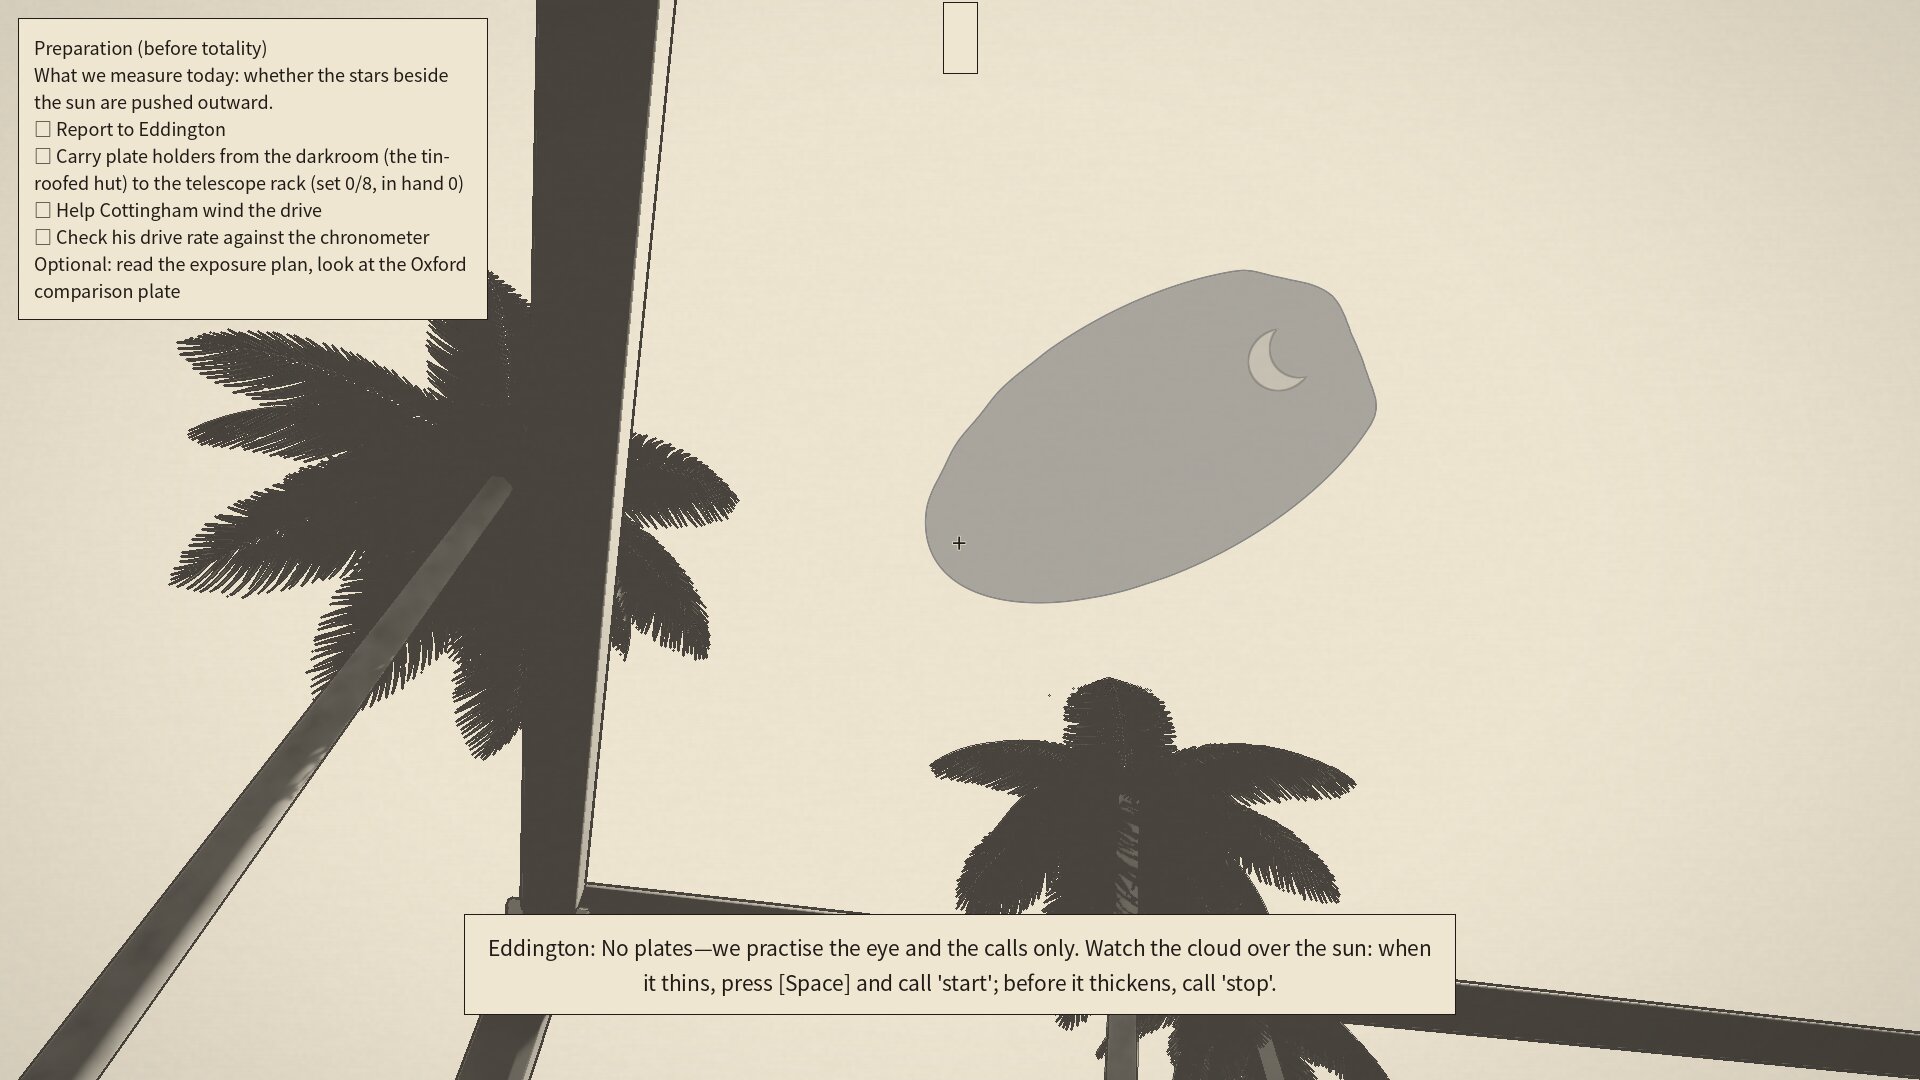 Preparation (before totality)
What we measure today: whether the stars beside
the sun are pushed outward.
☐ Report to Eddington
☐ Carry plate holders from the darkroom (the tin-
roofed hut) to the telescope rack (set 0/8, in hand 0)
☐ Help Cottingham wind the drive
☐ Check his drive rate against the chronometer
Optional: read the exposure plan, look at the Oxford
comparison plate
Eddington: No plates—we practise the eye and the calls only. Watch the cloud over the sun: when
it thins, press [Space] and call 'start'; before it thickens, call 'stop'.